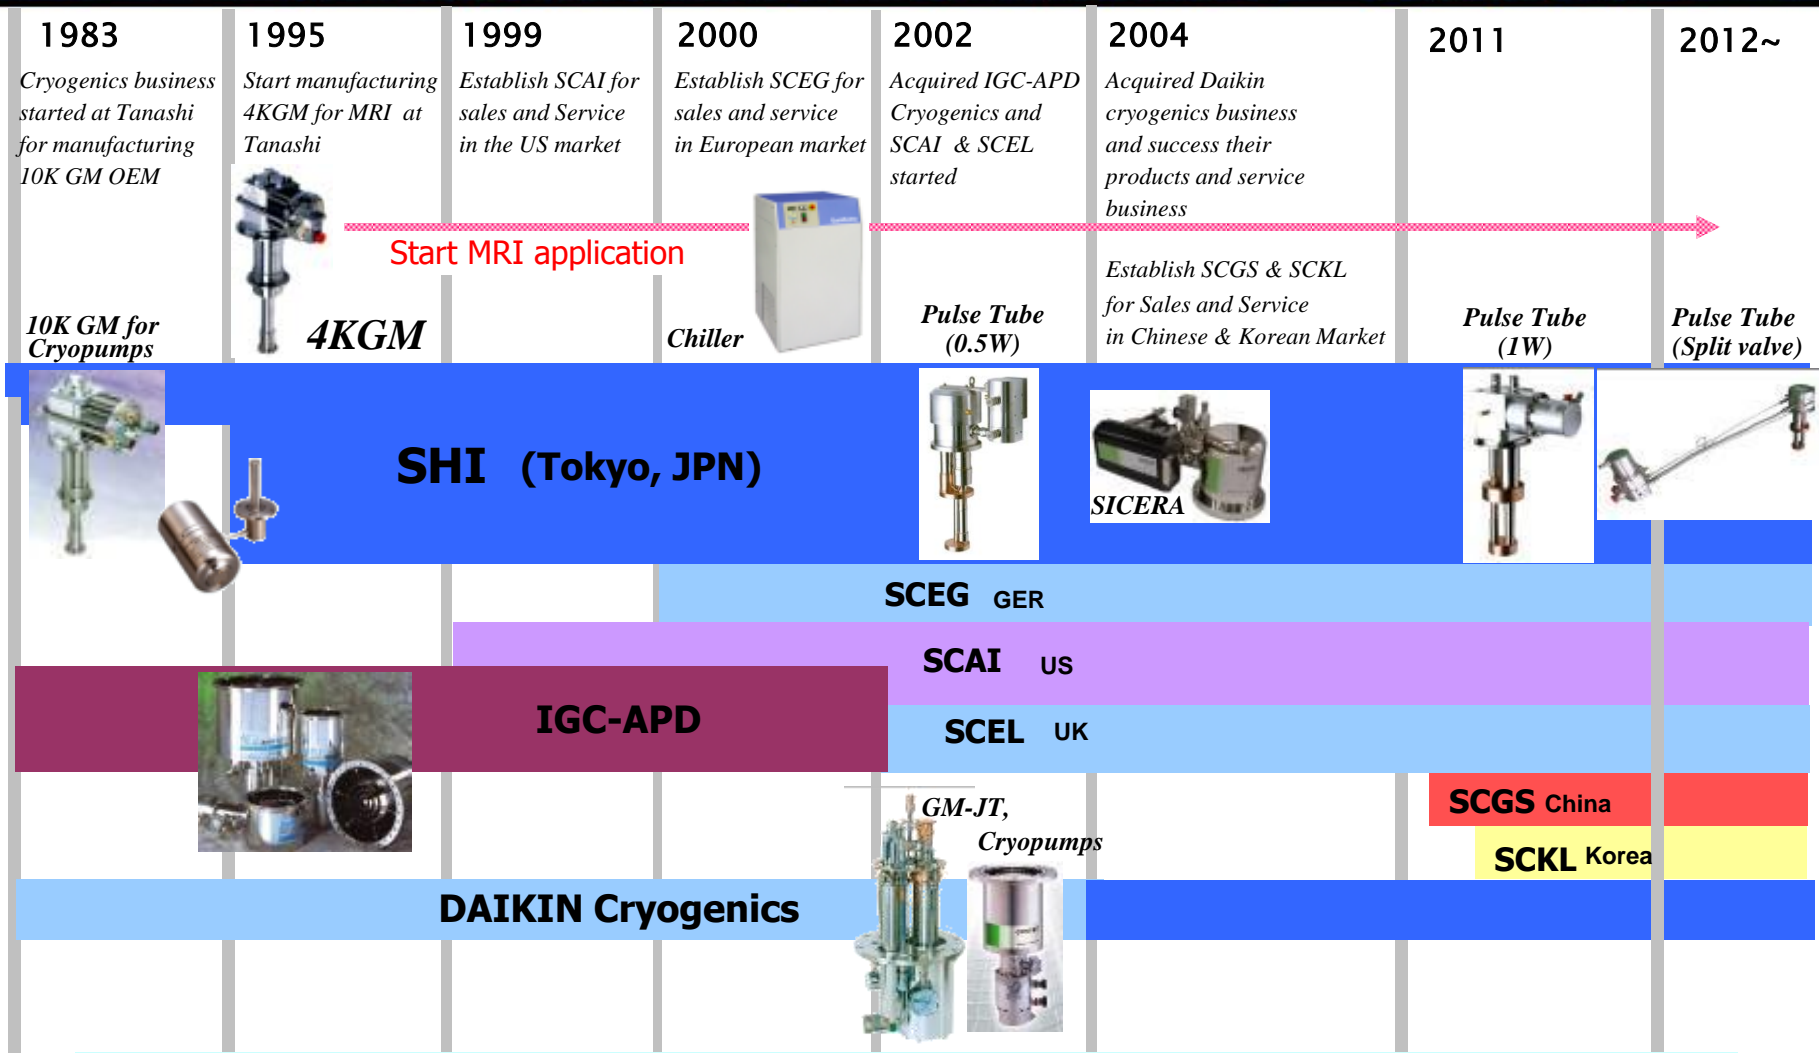 1983
Cryogenics business
started at Tanashi
for manufacturing
10K GM OEM
1995
Start manufacturing
4KGM for MRI at
Tanashi
1999
Establish SCAI for
sales and Service
in the US market
2000
Establish SCEG for
sales and service
in European market
2002
Acquired IGC-APD
Cryogenics and
SCAI & SCEL
started
2004
Acquired Daikin
cryogenics business
and success their
products and service
business
Establish SCGS & SCKL
for Sales and Service
in Chinese & Korean Market
2011
2012~
Start MRI application
10K GM for
Cryopumps
4KGM
Chiller
Pulse Tube
(0.5W)
Pulse Tube
(1W)
Pulse Tube
(Split valve)
SHI (Tokyo, JPN)
SICERA
SCEG GER
SCAI US
IGC-APD
SCEL UK
GM-JT,
Cryopumps
SCGS China
SCKL Korea
DAIKIN Cryogenics